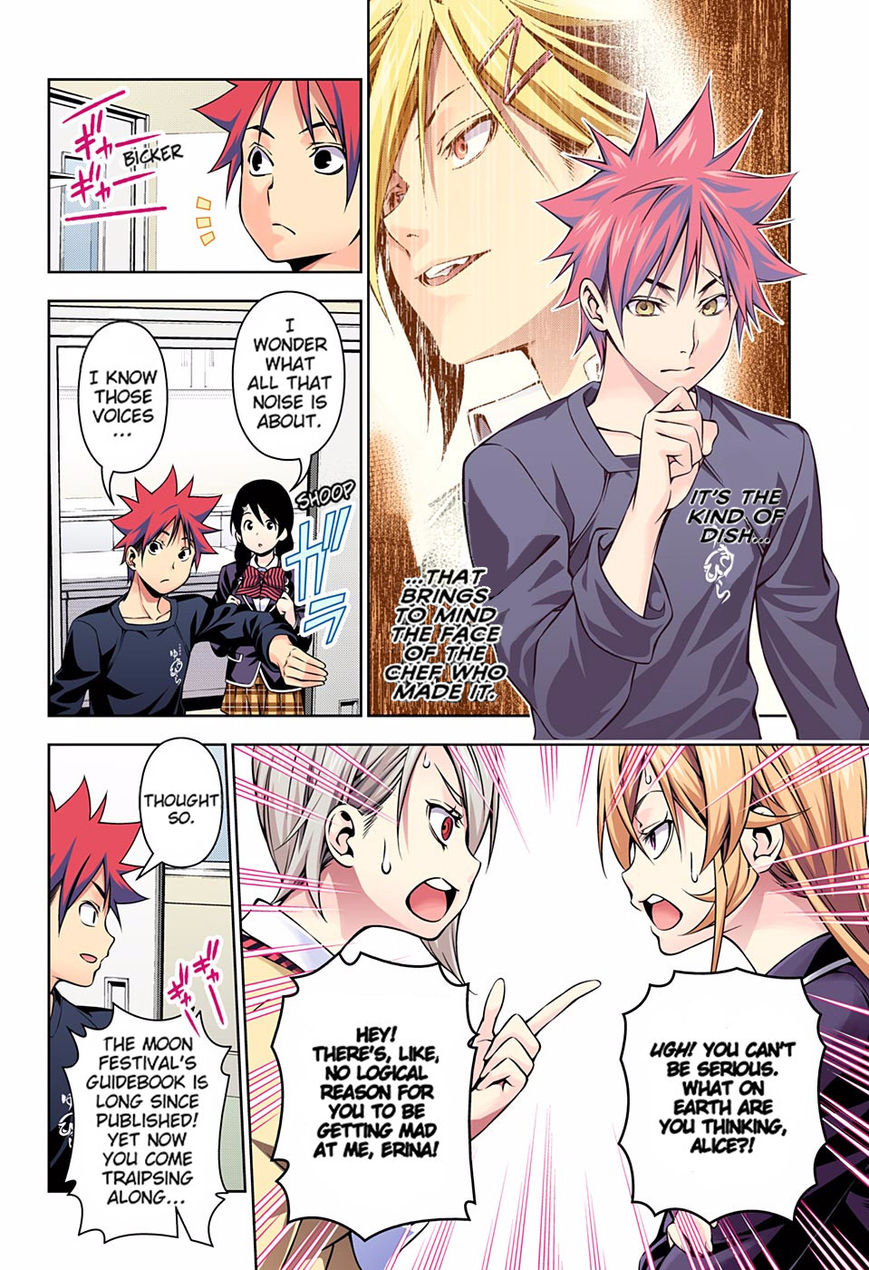 IT'S THE
KIND OF
DISH...
...THAT
BRINGS
TO MIND
THE FACE
OF THE
CHEF WHO
MADE IT.
ギャー
ギャー
BICKER
I
WONDER
WHAT
ALL THAT
NOISE IS
ABOUT.
SHOOP
ガラ
I KNOW
THOSE
VOICES
...
UGH! YOU CAN'T
BE SERIOUS.
WHAT ON
EARTH ARE
YOU THINKING,
ALICE?!
HEY!
THERE'S, LIKE,
NO LOGICAL
REASON FOR
YOU TO BE
GETTING MAD
AT ME, ERINA!
THOUGHT
SO.
ギャー
ギャー
THE MOON
FESTIVAL'S
GUIDEBOOK IS
LONG SINCE
PUBLISHED!
YET NOW
YOU COME
TRAIPSING
ALONG...